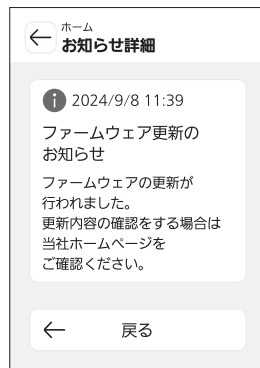 ホーム
お知らせ詳細
2024/9/8 11:39
ファームウェア更新の
お知らせ
ファームウェアの更新が
行われました。
更新内容の確認をする場合は
当社ホームページを
ご確認ください。
戻る